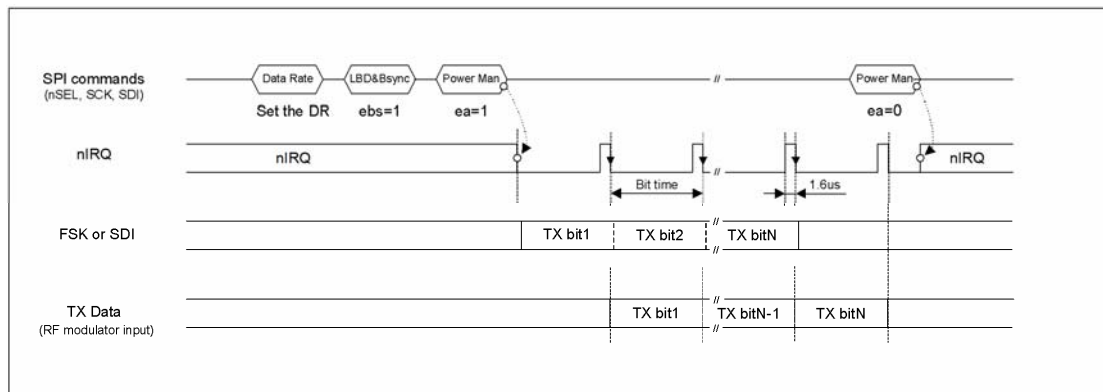 SPI commands
(nSEL, SCK, SDI)
Data Rate
LBD&Bsync
Power Man
//
Power Man
Set the DR
ebs=1
ea=1
ea=0
nIRQ
nIRQ
nIRQ
Bit time
//
1.6us
FSK or SDI
TX bit1
TX bit2
//
TX bitN
TX Data
(RF modulator input)
TX bit1
//
TX bitN-1
TX bitN